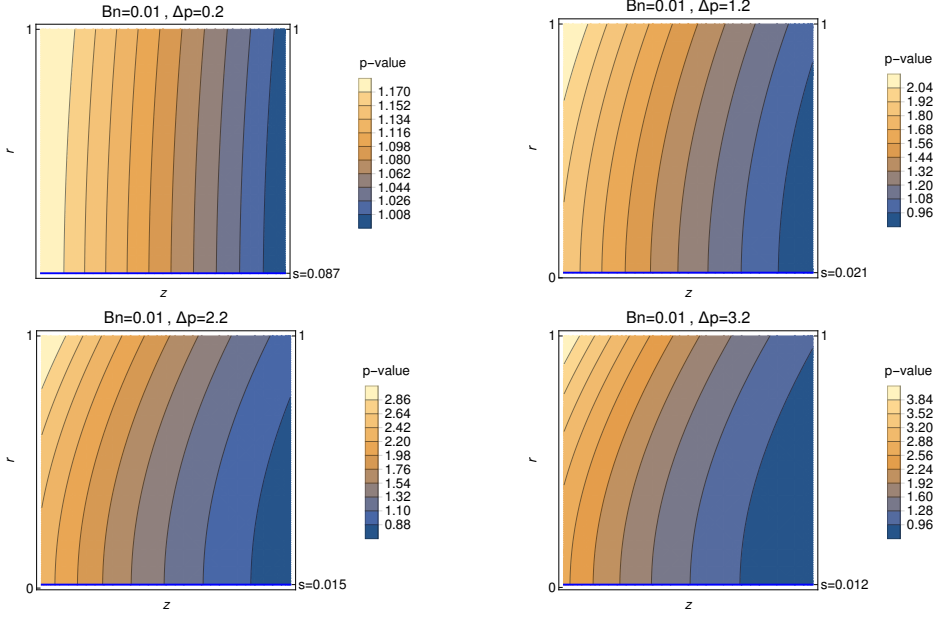 Bn=0.01 , Δp=0.2
1
1
r
z
s=0.087
p-value
1.170
1.152
1.134
1.116
1.098
1.080
1.062
1.044
1.026
1.008
Bn=0.01 , Δp=1.2
1
1
r
0
z
s=0.021
p-value
2.04
1.92
1.80
1.68
1.56
1.44
1.32
1.20
1.08
0.96
Bn=0.01 , Δp=2.2
1
1
r
0
z
s=0.015
p-value
2.86
2.64
2.42
2.20
1.98
1.76
1.54
1.32
1.10
0.88
Bn=0.01 , Δp=3.2
1
1
r
0
z
s=0.012
p-value
3.84
3.52
3.20
2.88
2.56
2.24
1.92
1.60
1.28
0.96